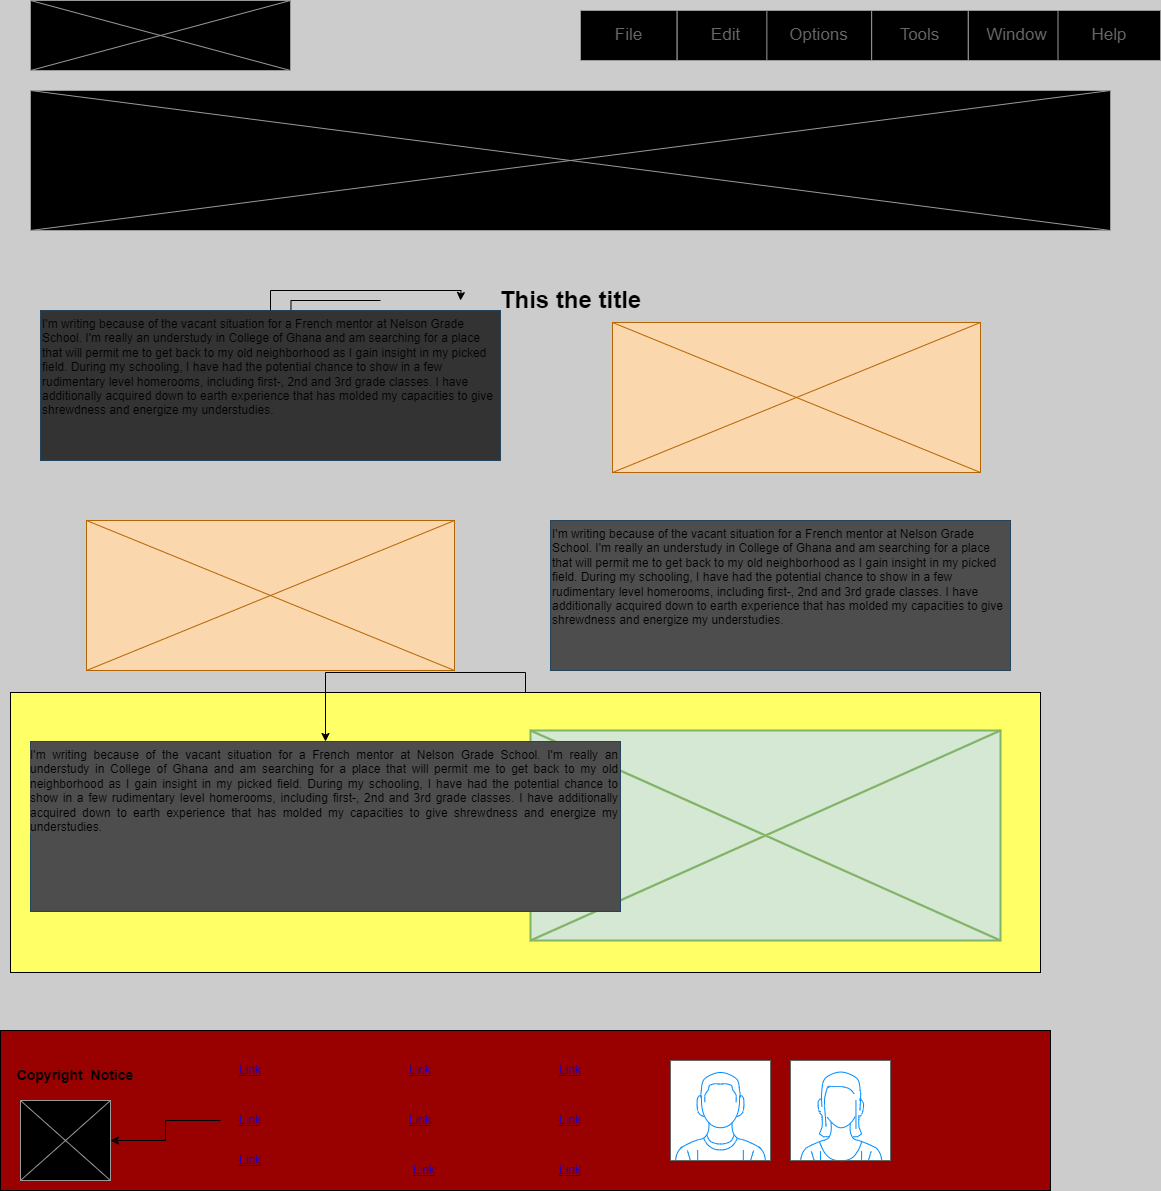 File Edit Options Tools Window Help
This the title
I'm writing because of the vacant situation for a French mentor at Nelson Grade
School. I'm really an understudy in College of Ghana and am searching for a place
that will permit me to get back to my old neighborhood as I gain insight in my picked
field. During my schooling, I have had the potential chance to show in a few
rudimentary level homerooms, including first-, 2nd and 3rd grade classes. I have
additionally acquired down to earth experience that has molded my capacities to give
shrewdness and energize my understudies.
I'm writing because of the vacant situation for a French mentor at Nelson Grade
School. I'm really an understudy in College of Ghana and am searching for a place
that will permit me to get back to my old neighborhood as I gain insight in my picked
field. During my schooling, I have had the potential chance to show in a few
rudimentary level homerooms, including first-, 2nd and 3rd grade classes. I have
additionally acquired down to earth experience that has molded my capacities to give
shrewdness and energize my understudies.
I'm writing because of the vacant situation for a French mentor at Nelson Grade School. I'm really an
understudy in College of Ghana and am searching for a place that will permit me to get back to my old
neighborhood as I gain insight in my picked field. During my schooling, I have had the potential chance to
show in a few rudimentary level homerooms, including first-, 2nd and 3rd grade classes. I have additionally
acquired down to earth experience that has molded my capacities to give shrewdness and energize my
understudies.
Copyright Notice
Link Link Link
Link Link Link
Link Link Link